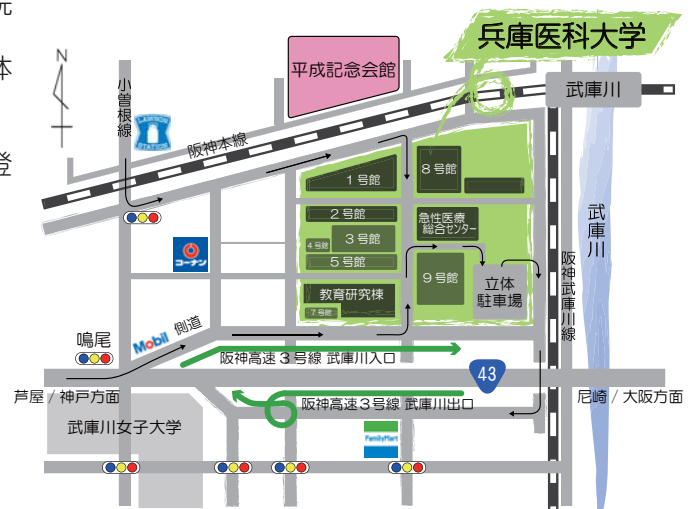 院
体
登
兵庫医科大学
N
平成記念会館
武庫川
小曽根線
LAWSON
STATION
阪神本線
1号館
8号館
2号館
急性医療
総合センター
武庫川
4号館
3号館
5号館
9号館
コーナン
阪神武庫川線
立体
駐車場
教育研究棟
7号館
Mobil
側道
鳴尾
阪神高速3号線 武庫川入口
43
芦屋/神戸方面
尼崎/大阪方面
阪神高速3号線 武庫川出口
武庫川女子大学
FamilyMart